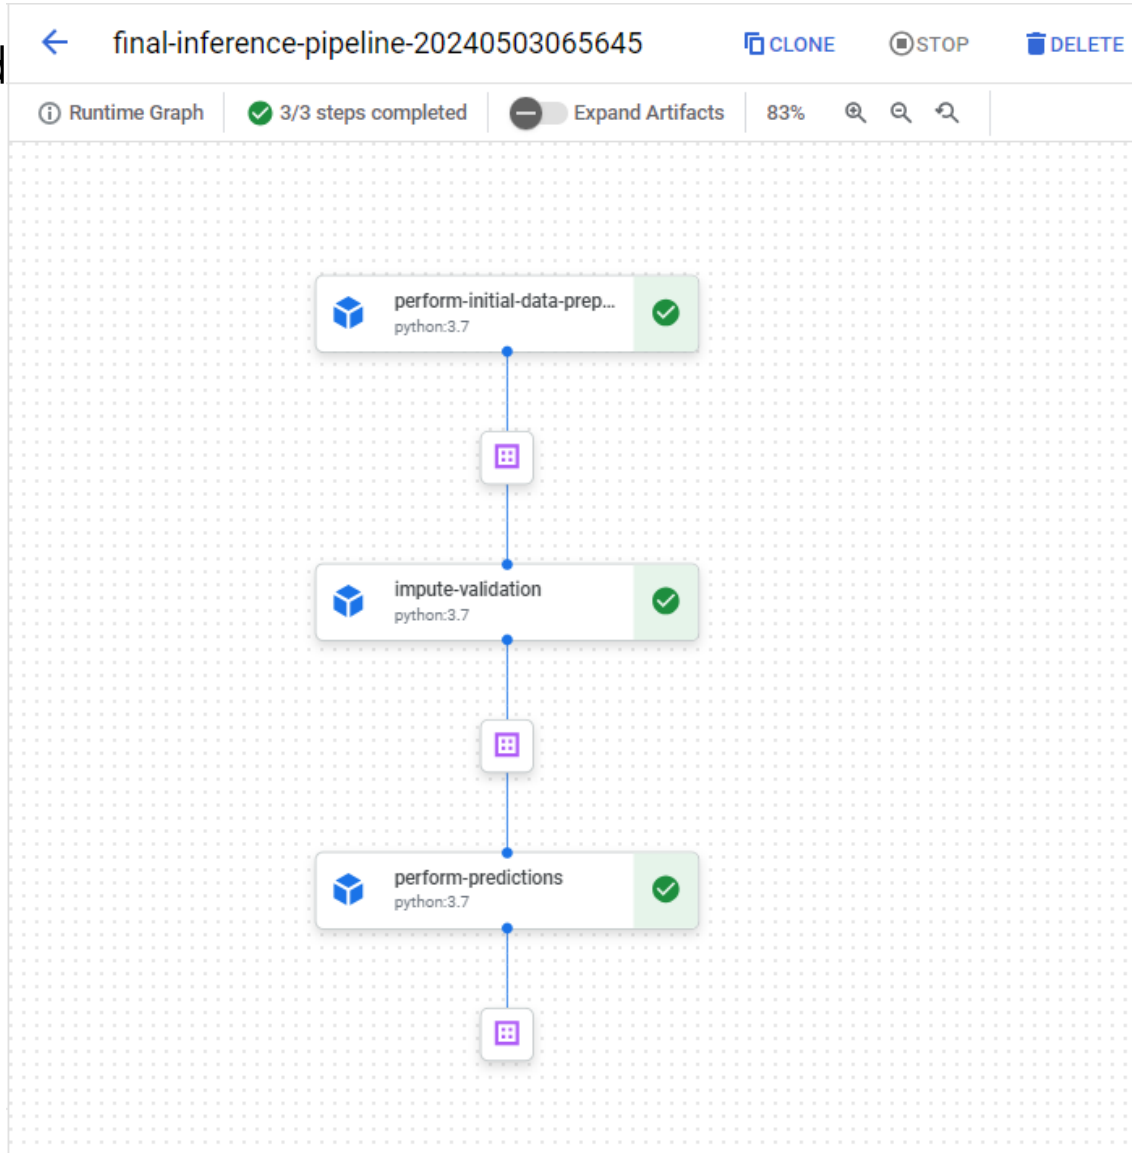 final-inference-pipeline-20240503065645 CLONE STOP DELETE
Runtime Graph 3/3 steps completed Expand Artifacts 83%
perform-initial-data-prep...
python:3.7
impute-validation
python:3.7
perform-predictions
python:3.7